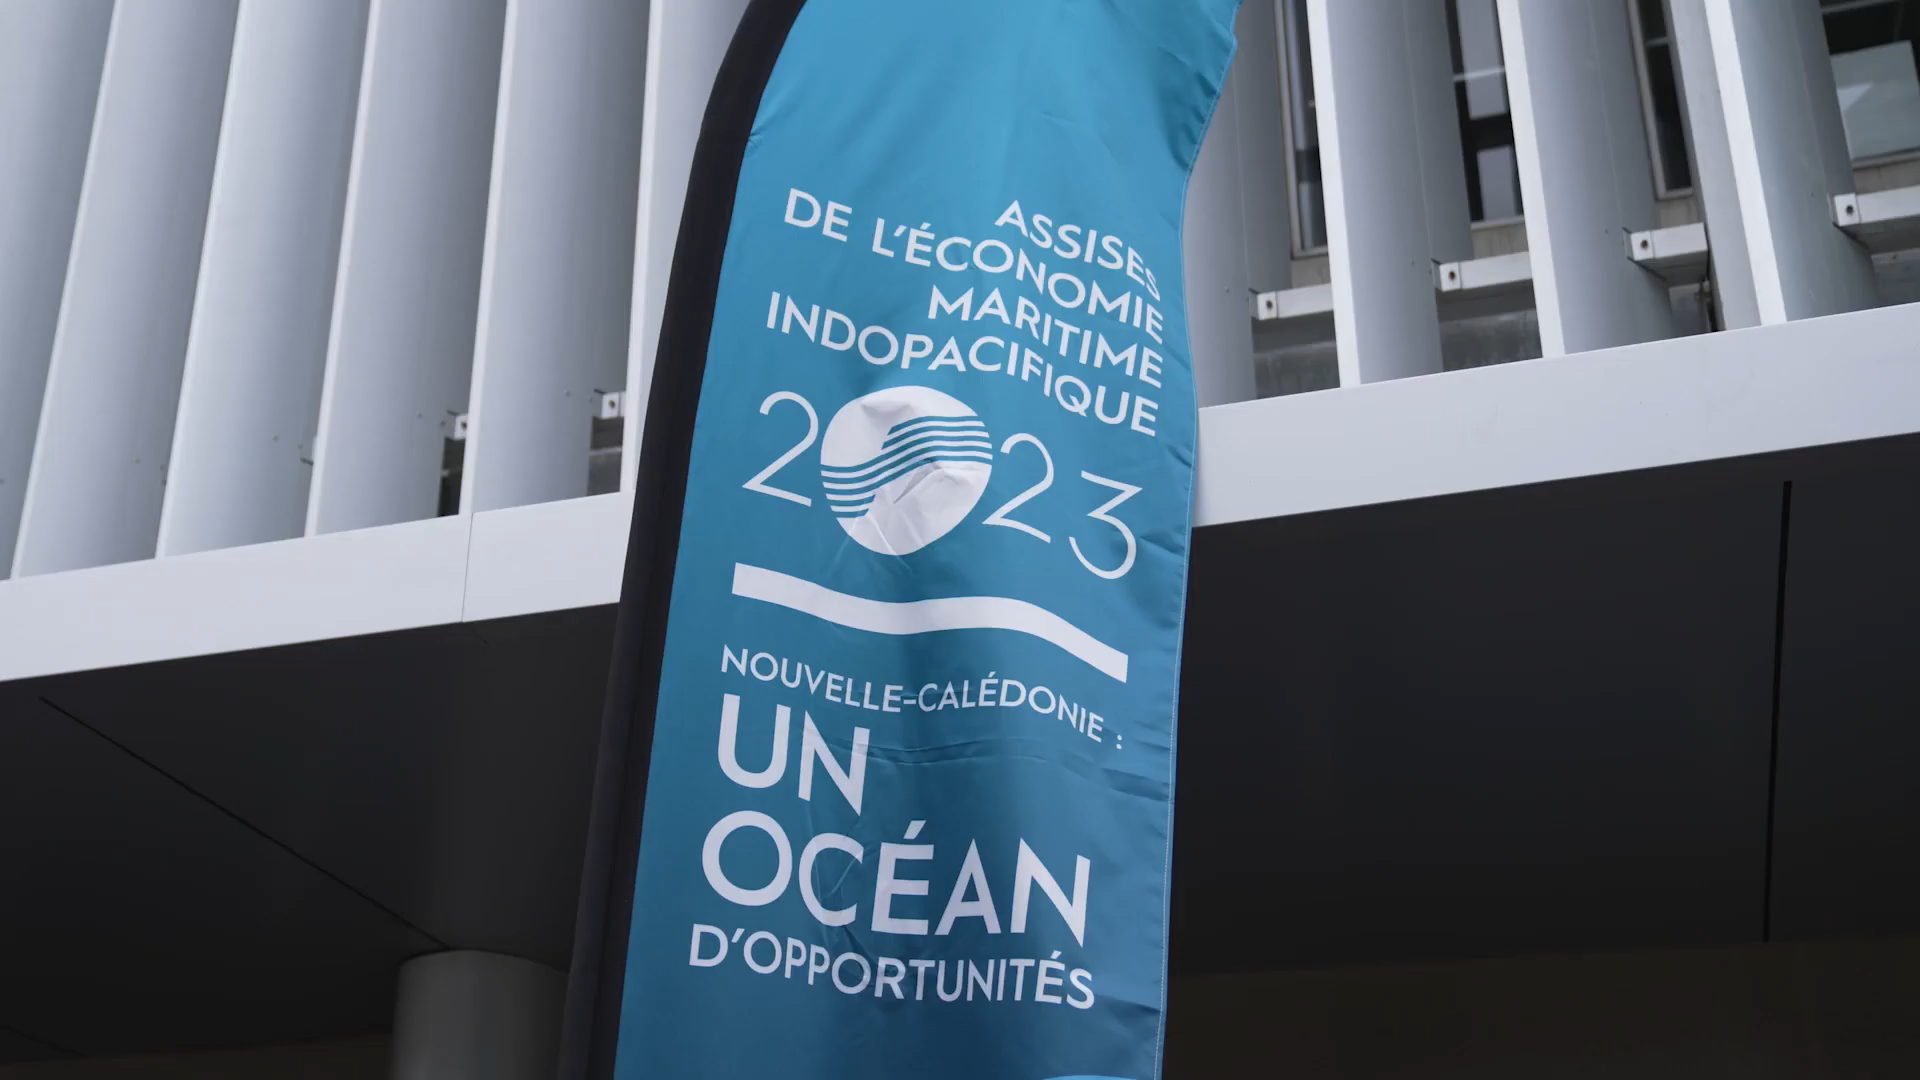 ASSISES
DE L'ÉCONOMIE
MARITIME
INDOPACIFIQUE
2023
NOUVELLE-CALÉDONIE :
UN
OCÉAN
D'OPPORTUNITÉS